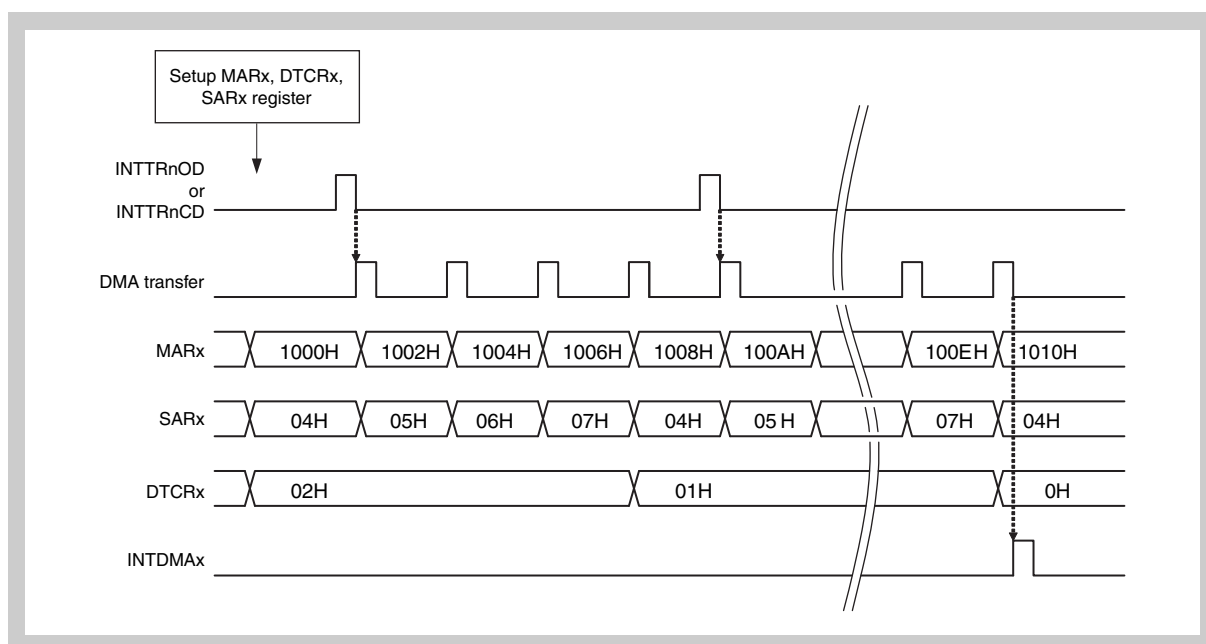 Setup MARx, DTCRx,
SARx register
INTTRnOD
or
INTTRnCD
DMA transfer
MARx 1000H 1002H 1004H 1006H 1008H 100AH 100EH 1010H
SARx 04H 05H 06H 07H 04H 05 H 07H 04H
DTCRx 02H 01H 0H
INTDMAx